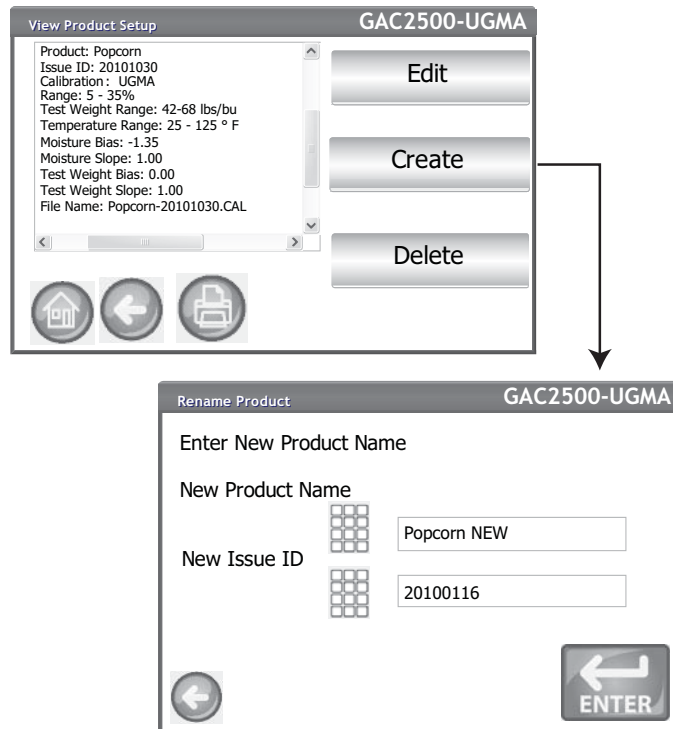 View Product Setup
GAC2500-UGMA
Product: Popcorn
Issue ID: 20101030
Calibration : UGMA
Range: 5 - 35%
Test Weight Range: 42-68 lbs/bu
Temperature Range: 25 - 125 ° F
Moisture Bias: -1.35
Moisture Slope: 1.00
Test Weight Bias: 0.00
Test Weight Slope: 1.00
File Name: Popcorn-20101030.CAL
Edit
Create
Delete
Rename Product
GAC2500-UGMA
Enter New Product Name
New Product Name
Popcorn NEW
New Issue ID
20100116
ENTER